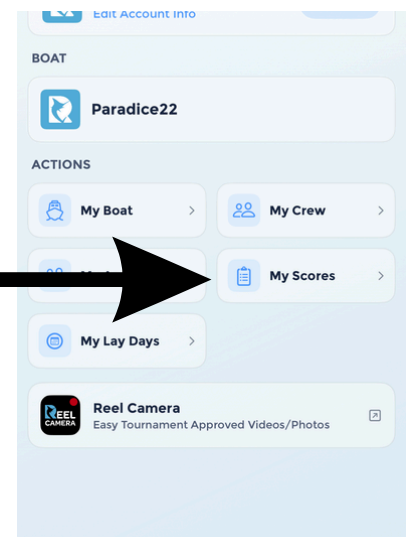 Edit Account Info
BOAT
Paradice22
ACTIONS
My Boat
My Crew
My Scores
My Lay Days
REEL
CAMERA
Reel Camera
Easy Tournament Approved Videos/Photos